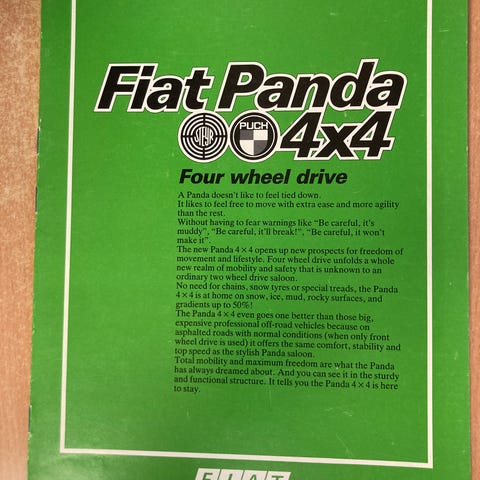 Fiat Panda
STEYR PUCH 4x4
Four wheel drive
A Panda doesn't like to feel tied down.
It likes to feel free to move with extra ease and more agility
than the rest.
Without having to fear warnings like "Be careful, it's
muddy", "Be careful, it'll break!", "Be careful, it won't
make it".
The new Panda 4 × 4 opens up new prospects for freedom of
movement and lifestyle. Four wheel drive unfolds a whole
new realm of mobility and safety that is unknown to an
ordinary two wheel drive saloon.
No need for chains, snow tyres or special treads, the Panda
4 × 4 is at home on snow, ice, mud, rocky surfaces, and
gradients up to 50%!
The Panda 4 × 4 even goes one better than those big,
expensive professional off-road vehicles because on
asphalted roads with normal conditions (when only front
wheel drive is used) it offers the same comfort, stability and
top speed as the stylish Panda saloon.
Total mobility and maximum freedom are what the Panda
has always dreamed about. And you can see it in the sturdy
and functional structure. It tells you the Panda 4 × 4 is here
to stay.
FIAT